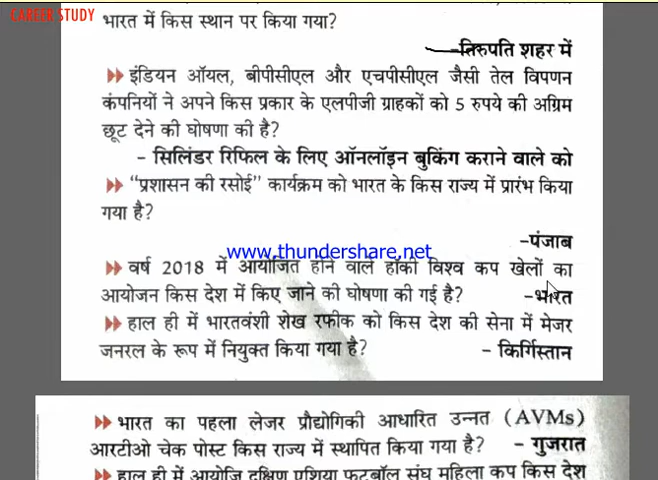 CAREER STUDY
भारत में किस स्थान पर किया गया?
-तिरुपति शहर में
इंडियन ऑयल, बीपीसीएल और एचपीसीएल जैसी तेल विपणन
कंपनियों ने अपने किस प्रकार के एलपीजी ग्राहकों को 5 रुपये की अग्रिम
छूट देने की घोषणा की है?
- सिलिंडर रिफिल के लिए ऑनलाइन बुकिंग कराने वाले को
"प्रशासन की रसोई" कार्यक्रम को भारत के किस राज्य में प्रारंभ किया
गया है?
-पंजाब
www.thundershare.net
वर्ष 2018 में आयोजित होने वाले हॉकी विश्व कप खेलों का
आयोजन किस देश में किए जाने की घोषणा की गई है? -भारत
हाल ही में भारतवंशी शेख रफीक को किस देश की सेना में मेजर
जनरल के रूप में नियुक्त किया गया है? - किर्गिस्तान
भारत का पहला लेजर प्रौद्योगिकी आधारित उन्नत (AVMs)
आरटीओ चेक पोस्ट किस राज्य में स्थापित किया गया है? - गुजरात
हाल ही में आयोजि दक्षिण एशिया फुटबॉल संघ महिला कप किस देश